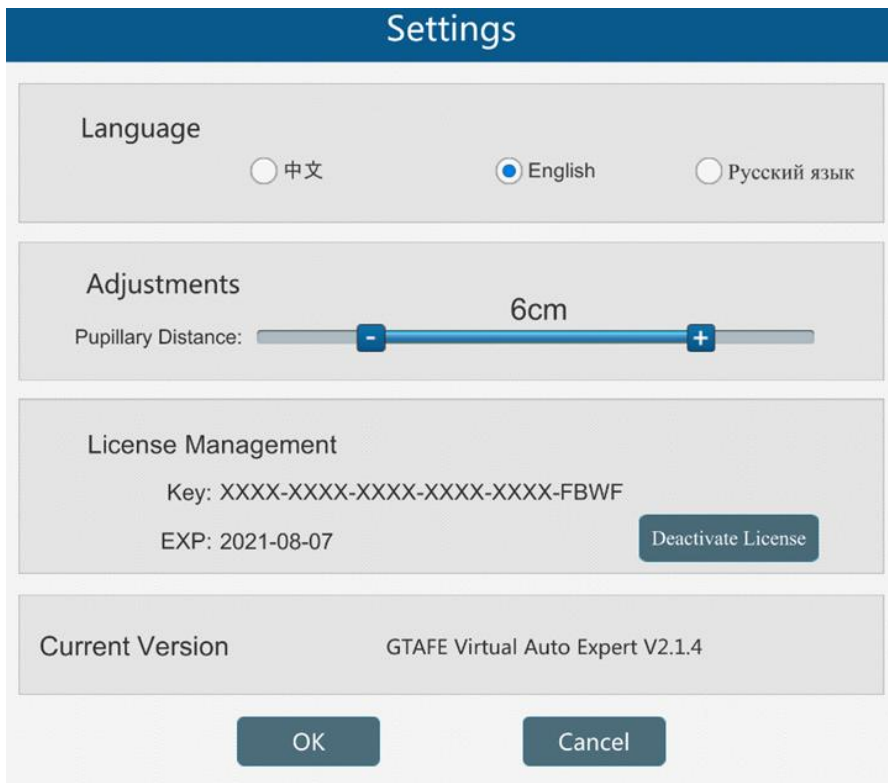 Settings
Language
中文 English Русский язык
Adjustments
6cm
Pupillary Distance: - +
License Management
Key: XXXX-XXXX-XXXX-XXXX-XXXX-FBWF
EXP: 2021-08-07 Deactivate License
Current Version GTAFE Virtual Auto Expert V2.1.4
OK Cancel